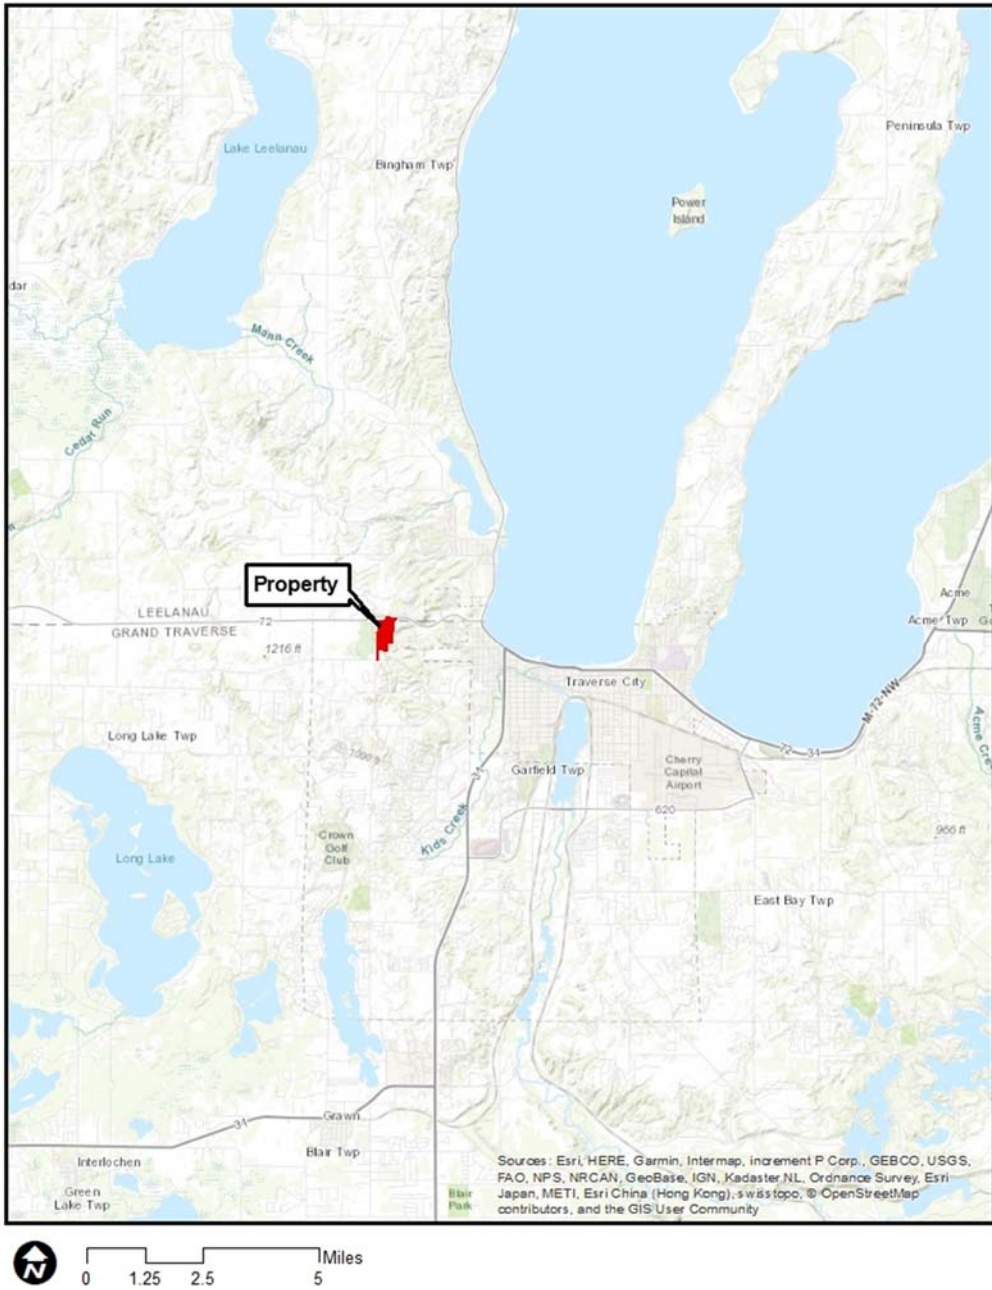 Lake Leelanau
Bingham Twp
Peninsula Twp
Power
Island
dar
Mann Creek
Cedar Run
Property
LEELANAU
72
GRAND TRAVERSE
1216 ft
Acme
Acme Twp
Traverse City
M-72-NW
Acme Cre
Long Lake Twp
72
31
31
Garfield Twp
Cherry
Capital
Airport
620
Kids Creek
966 ft
Crown
Golf
Club
Long Lake
East Bay Twp
31
Grawn
Blair Twp
Interlochen
Green
Lake Twp
Blair
Park
Sources: Esri, HERE, Garmin, Intermap, increment P Corp., GEBCO, USGS,
FAO, NPS, NRCAN, GeoBase, IGN, Kadaster NL, Ordnance Survey, Esri
Japan, METI, Esri China (Hong Kong), swisstopo, © OpenStreetMap
contributors, and the GIS User Community
N
Miles
0 1.25 2.5 5